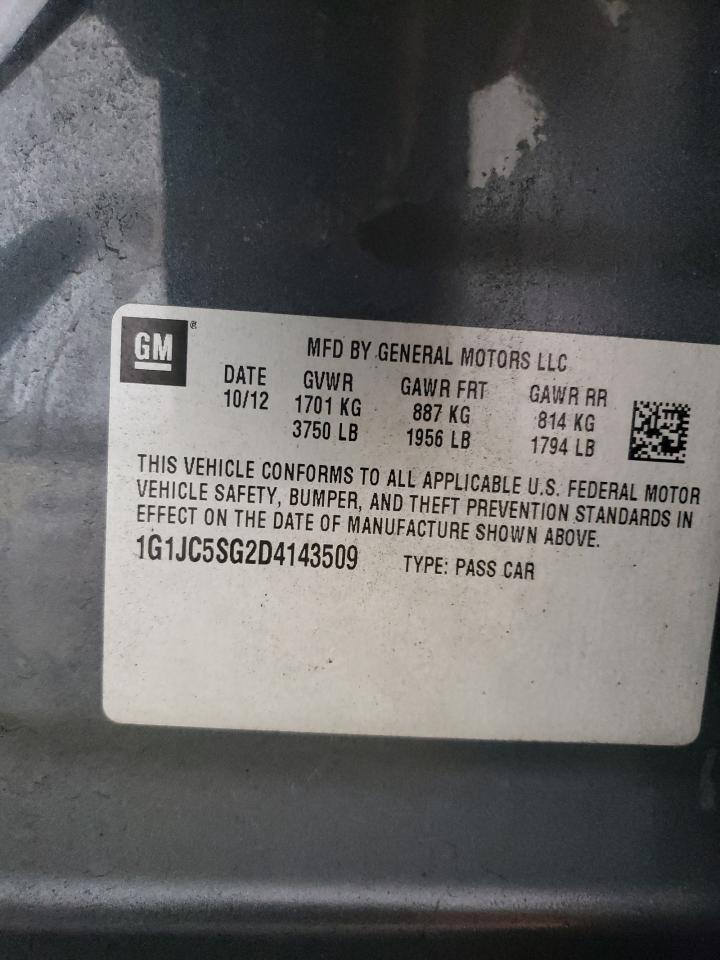 GM®
MFD BY GENERAL MOTORS LLC
DATE GVWR GAWR FRT GAWR RR
10/12 1701 KG 887 KG 814 KG
3750 LB 1956 LB 1794 LB
THIS VEHICLE CONFORMS TO ALL APPLICABLE U.S. FEDERAL MOTOR
VEHICLE SAFETY, BUMPER, AND THEFT PREVENTION STANDARDS IN
EFFECT ON THE DATE OF MANUFACTURE SHOWN ABOVE.
1G1JC5SG2D4143509 TYPE: PASS CAR